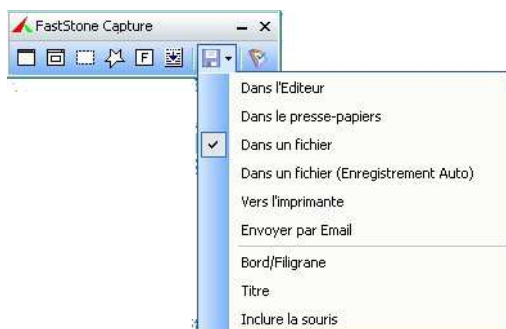 FastStone Capture
F
Dans l'Editeur
Dans le presse-papiers
Dans un fichier
Dans un fichier (Enregistrement Auto)
Vers l'imprimante
Envoyer par Email
Bord/Filigrane
Titre
Inclure la souris